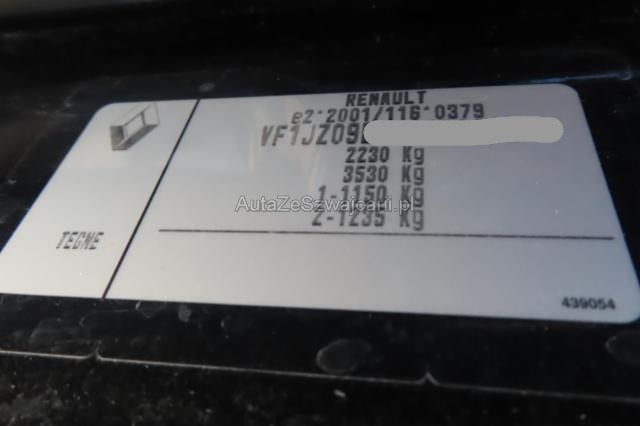 RENAULT
e2*2001/116*0379
VF1JZ09
2230 Kg
3530 Kg
1-1150 Kg
AutaZeSzwajcarii.pl
2-1235 Kg
TEGNE
439054